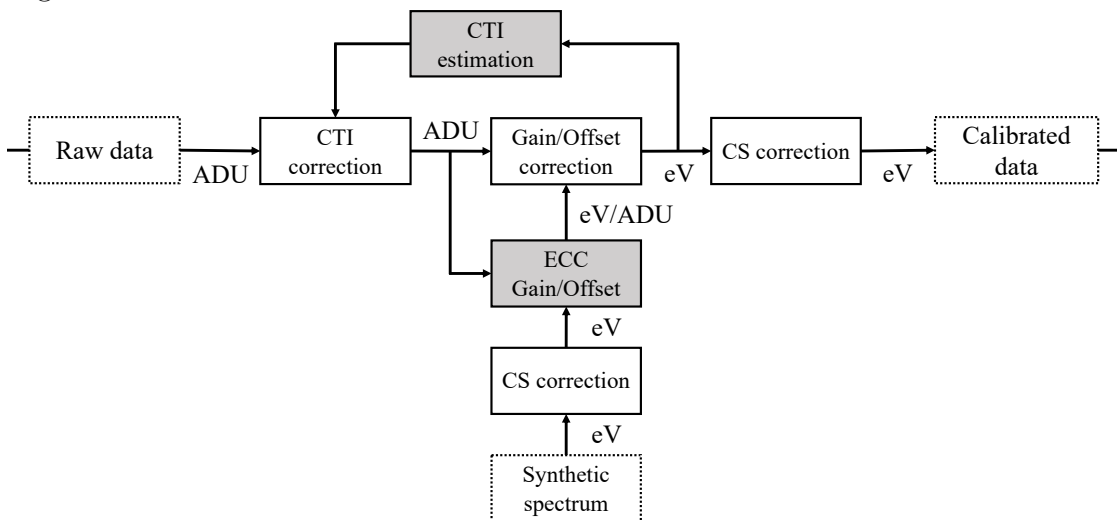 CTI
estimation
Raw data
ADU
CTI
correction
ADU
Gain/Offset
correction
eV
CS correction
eV
Calibrated
data
eV/ADU
ECC
Gain/Offset
eV
CS correction
eV
Synthetic
spectrum